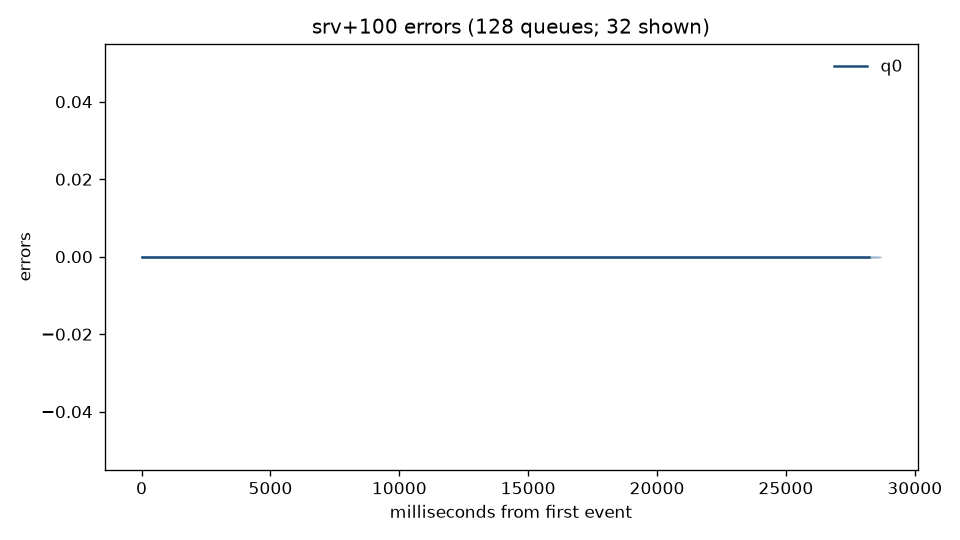 srv+100 errors (128 queues; 32 shown)
q0
0.04
0.02
0.00
−0.02
−0.04
errors
0 5000 10000 15000 20000 25000 30000
milliseconds from first event